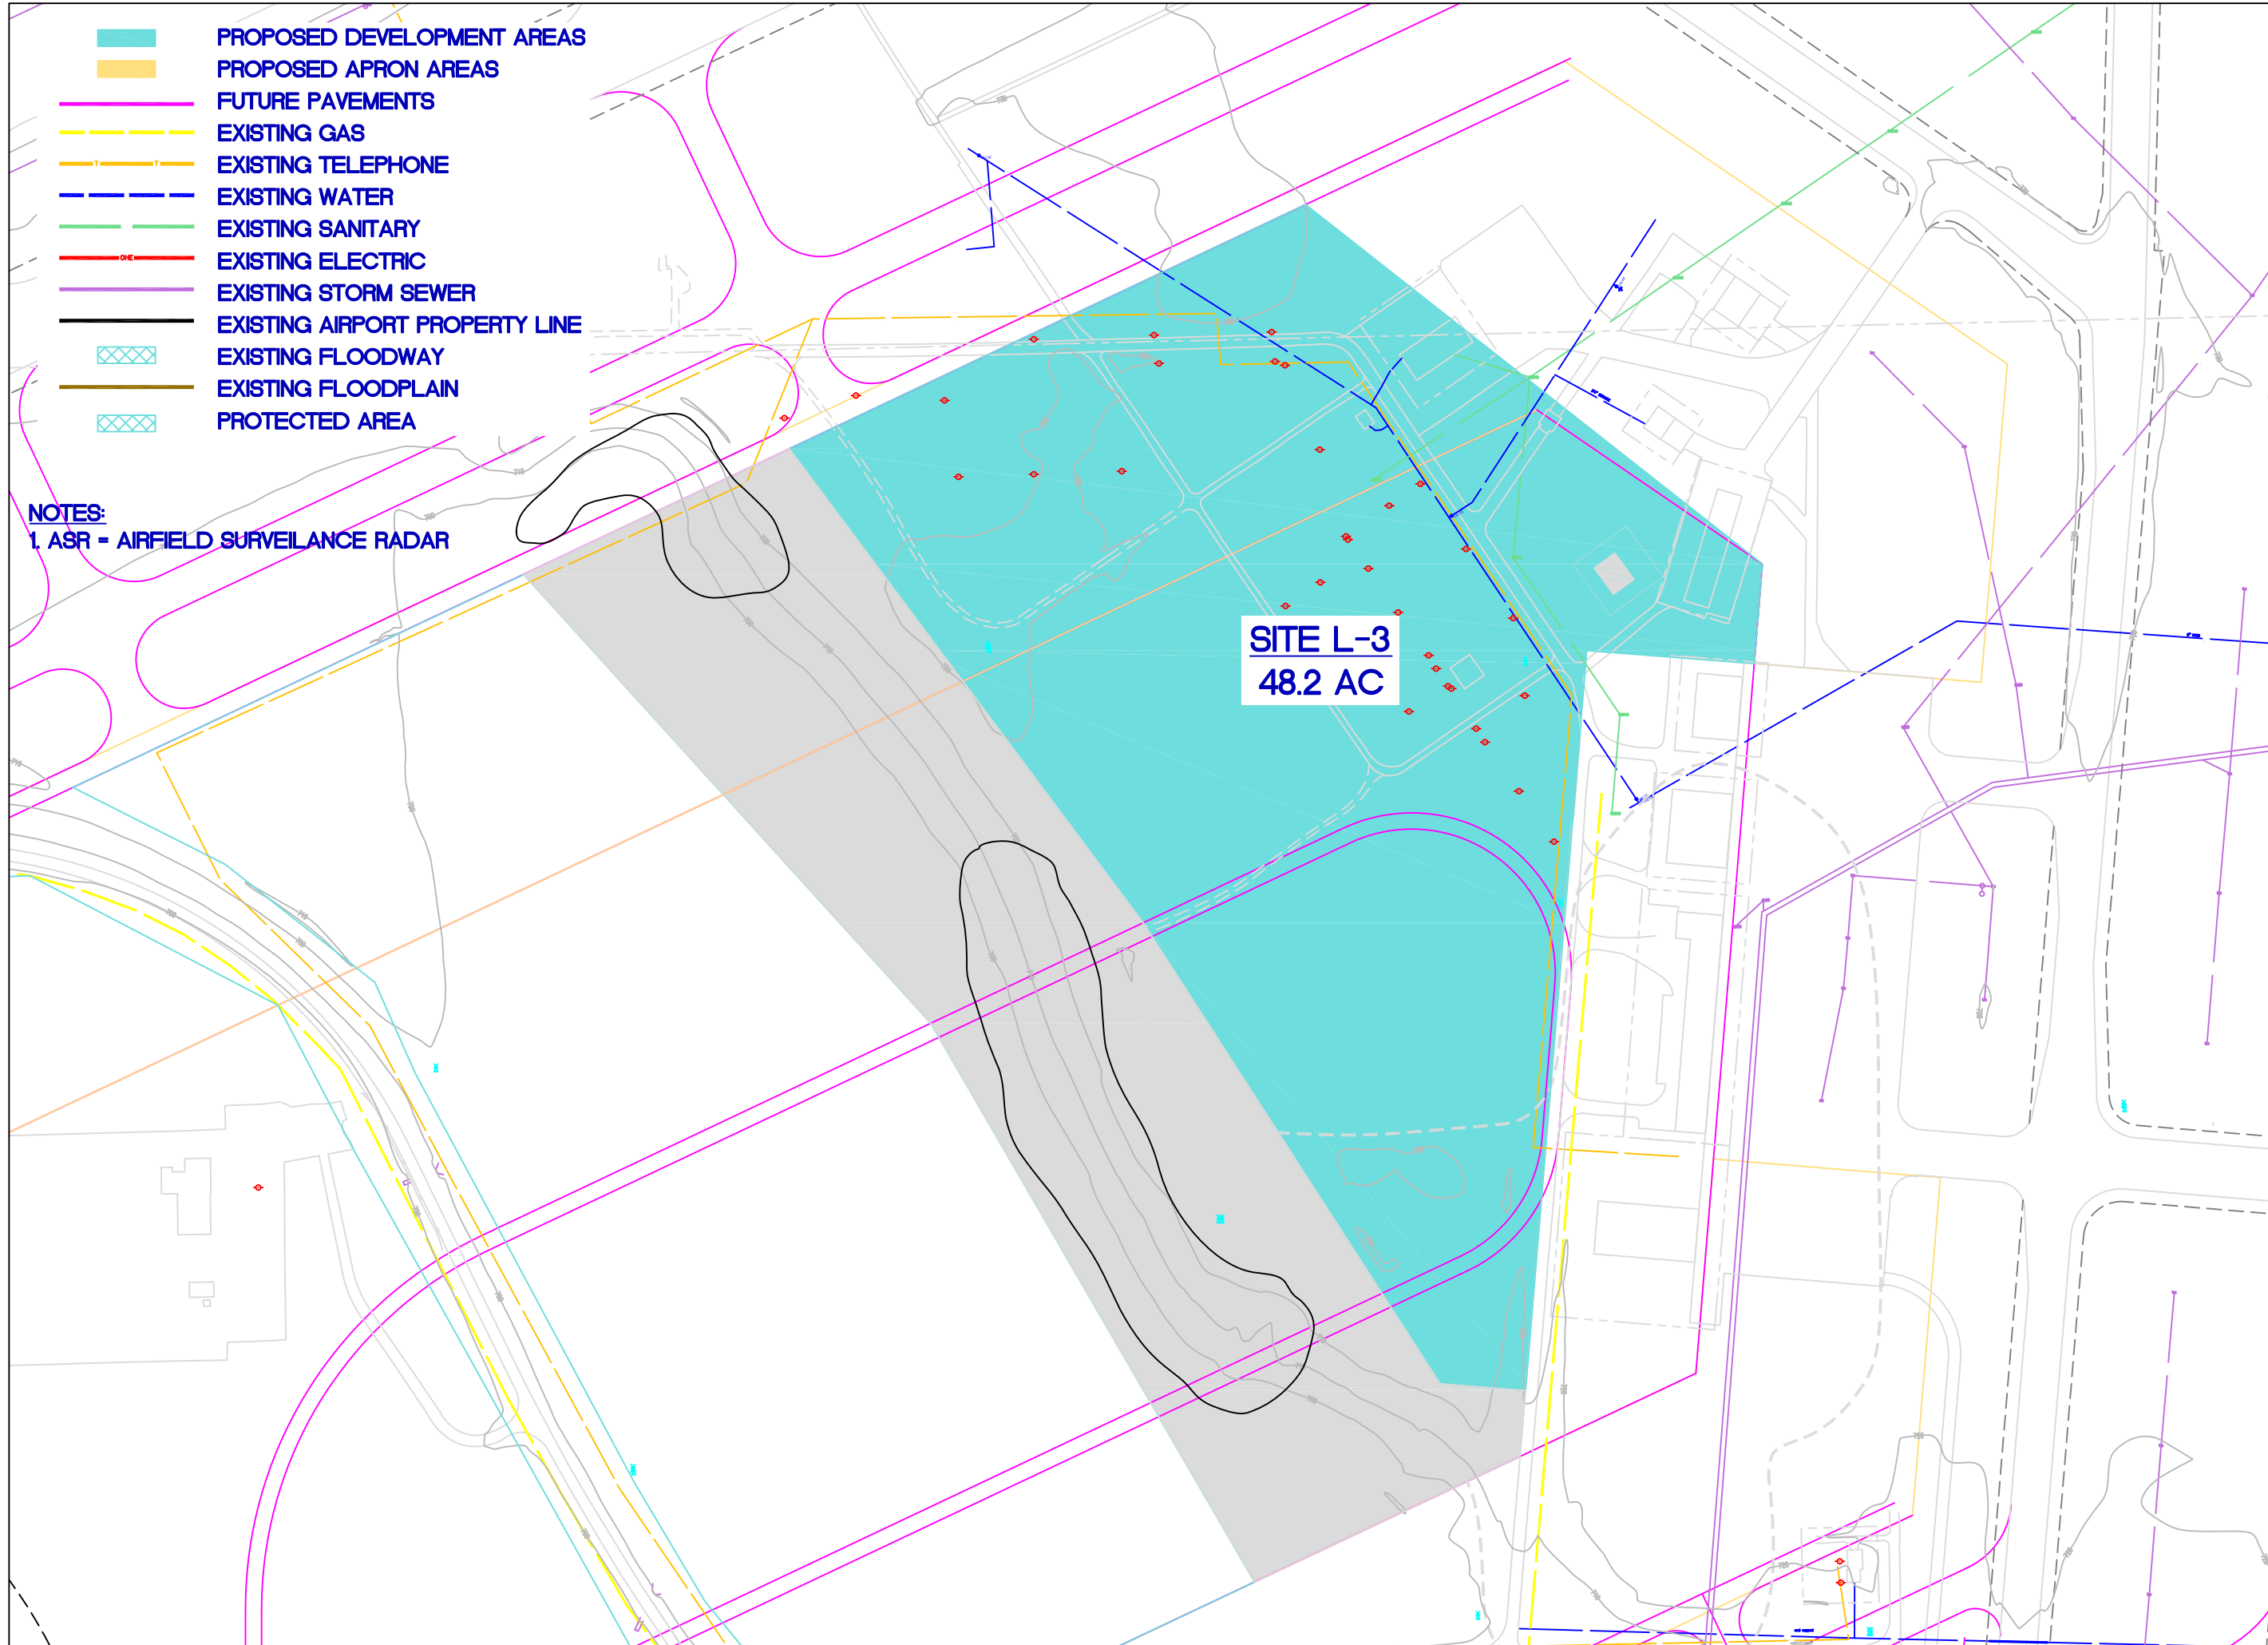 PROPOSED DEVELOPMENT AREAS
PROPOSED APRON AREAS
FUTURE PAVEMENTS
EXISTING GAS
T T
EXISTING TELEPHONE
EXISTING WATER
EXISTING SANITARY
OHE
EXISTING ELECTRIC
EXISTING STORM SEWER
EXISTING AIRPORT PROPERTY LINE
EXISTING FLOODWAY
EXISTING FLOODPLAIN
PROTECTED AREA
NOTES:
1. ASR = AIRFIELD SURVEILANCE RADAR
SITE L-3
48.2 AC